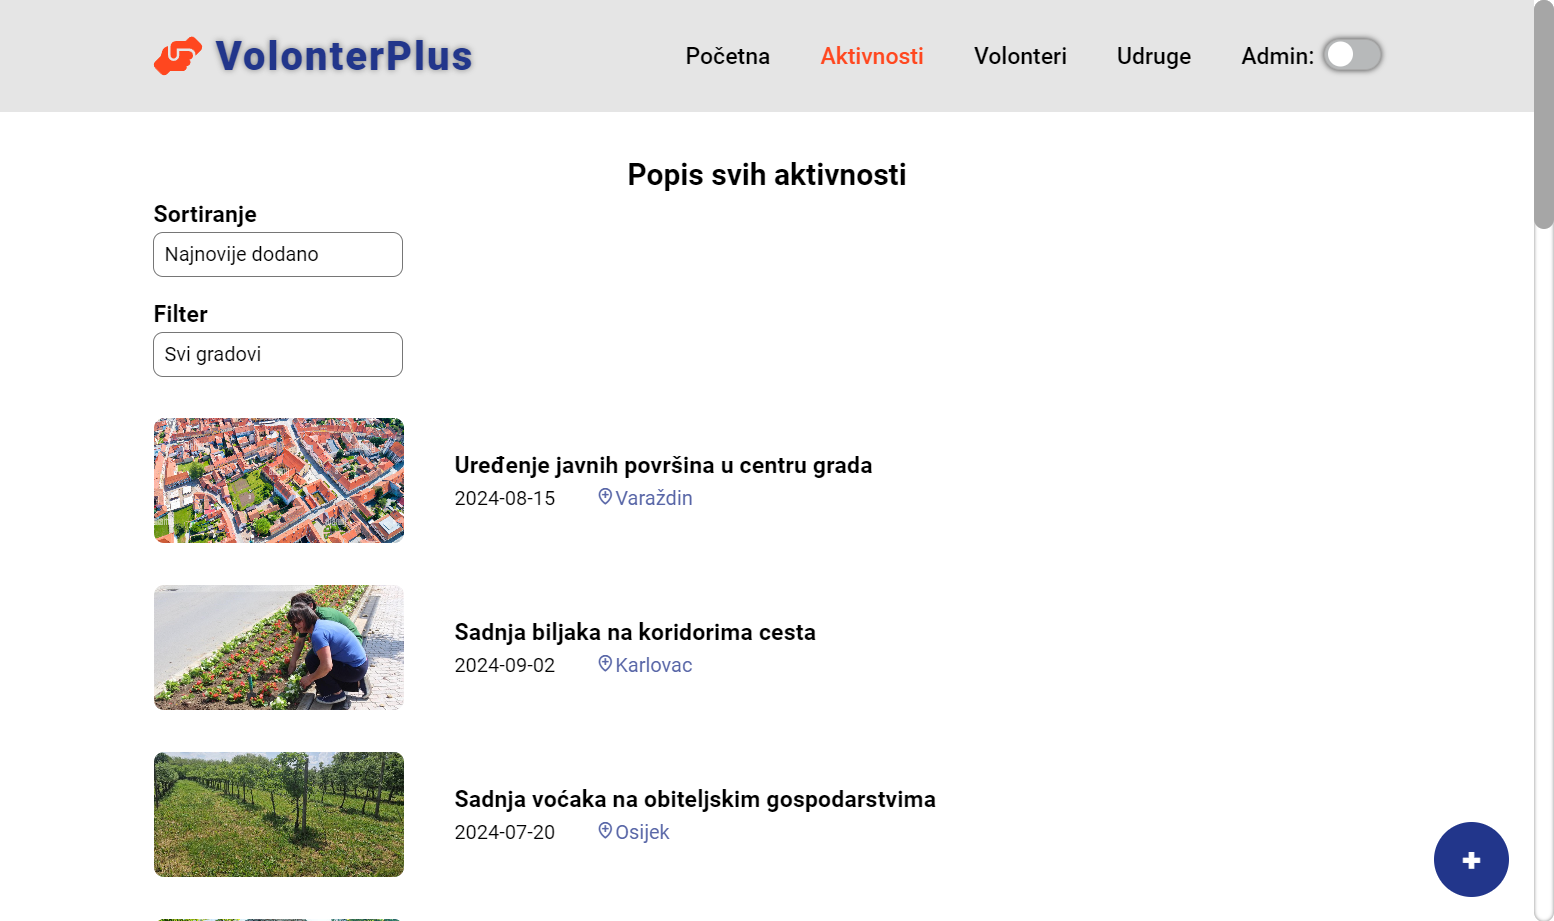 VolonterPlus
Početna
Aktivnosti
Volonteri
Udruge
Admin:
Popis svih aktivnosti
Sortiranje
Najnovije dodano
Filter
Svi gradovi
Uređenje javnih površina u centru grada
2024-08-15
Varaždin
Sadnja biljaka na koridorima cesta
2024-09-02
Karlovac
Sadnja voćaka na obiteljskim gospodarstvima
2024-07-20
Osijek
+